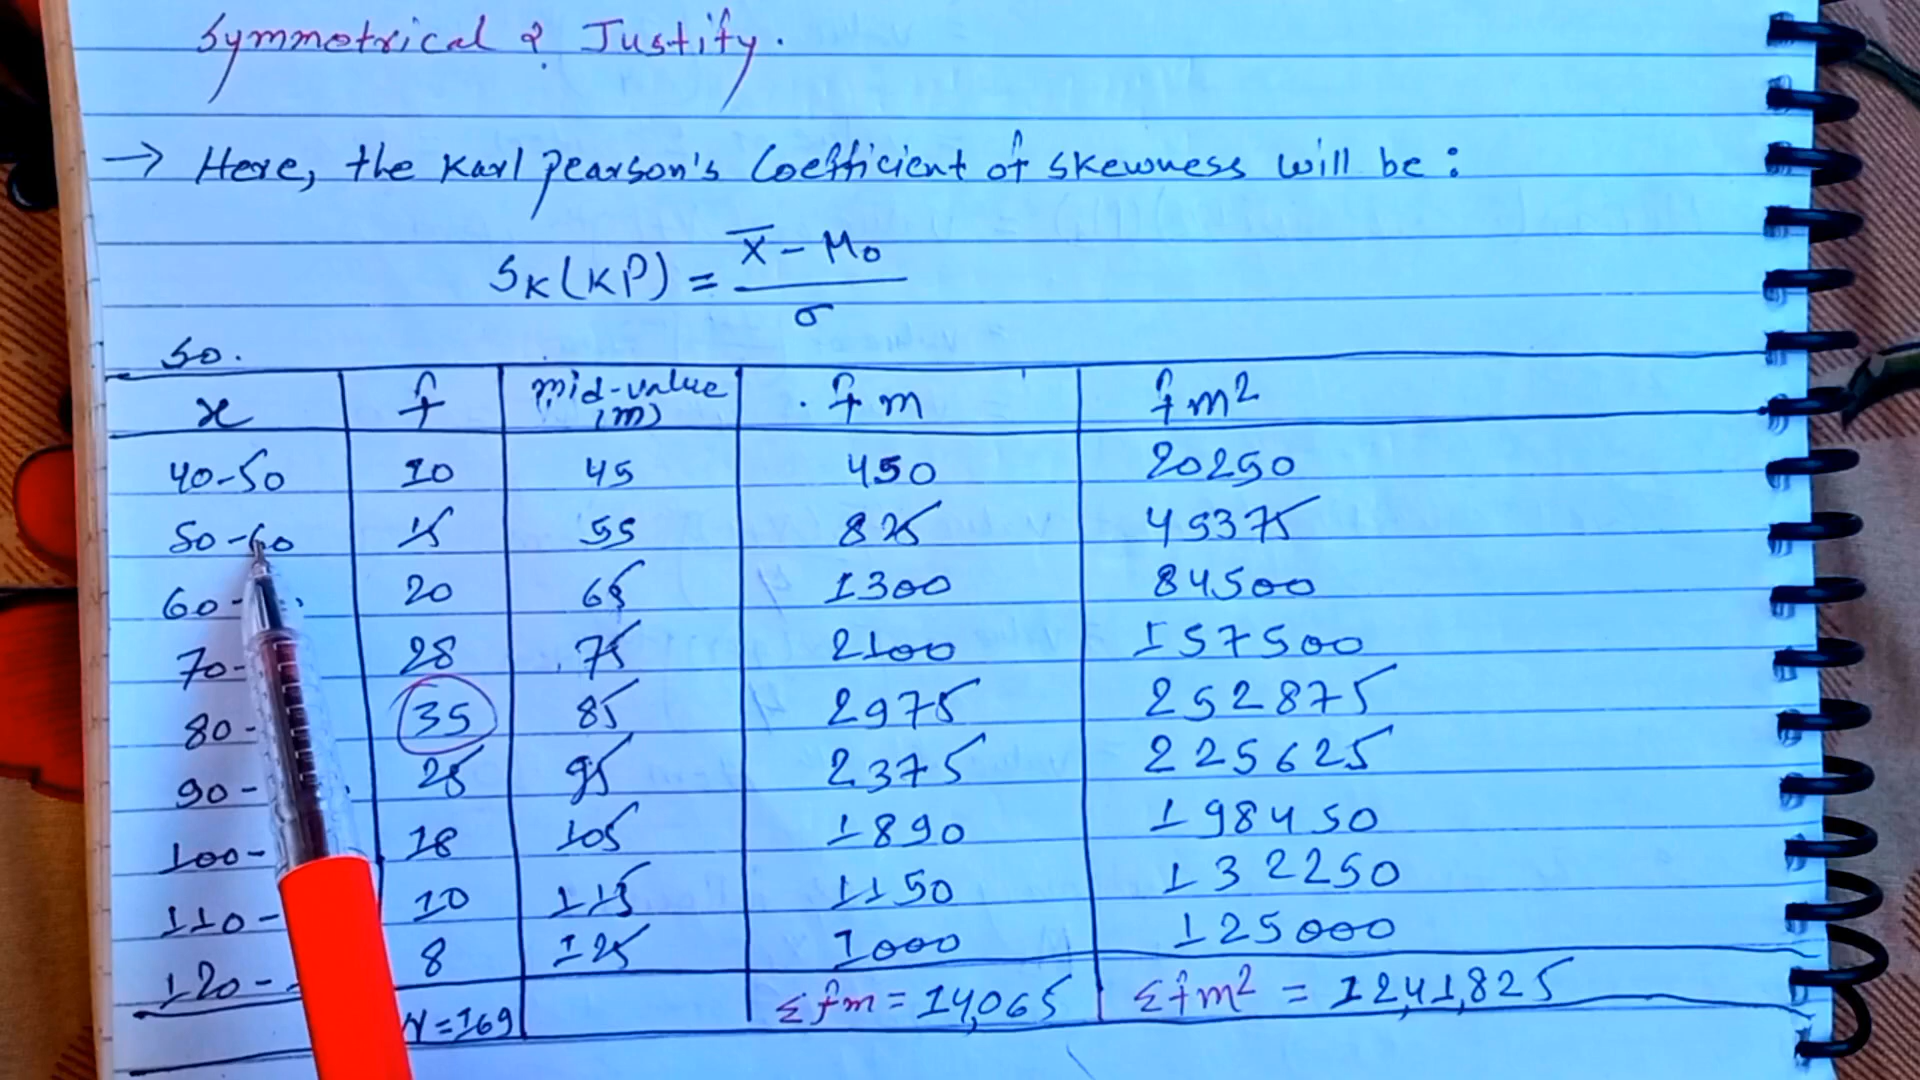 Symmetrical ? Justify.
→ Here, the Karl Pearson's Coefficient of skewness will be :
SK(KP) = (X̅ - Mo) / σ
So.
x f mid-value (m) fm fm²
40-50 10 45 450 20250
50-60 15 55 825 45375
60- 20 65 1300 84500
70- 28 75 2100 157500
80- 35 85 2975 252875
90- 25 95 2375 225625
100- 18 105 1890 198450
110- 10 115 1150 132250
120- 8 125 1000 125000
N=169 Σfm = 14,065 Σfm² = 12,41,825